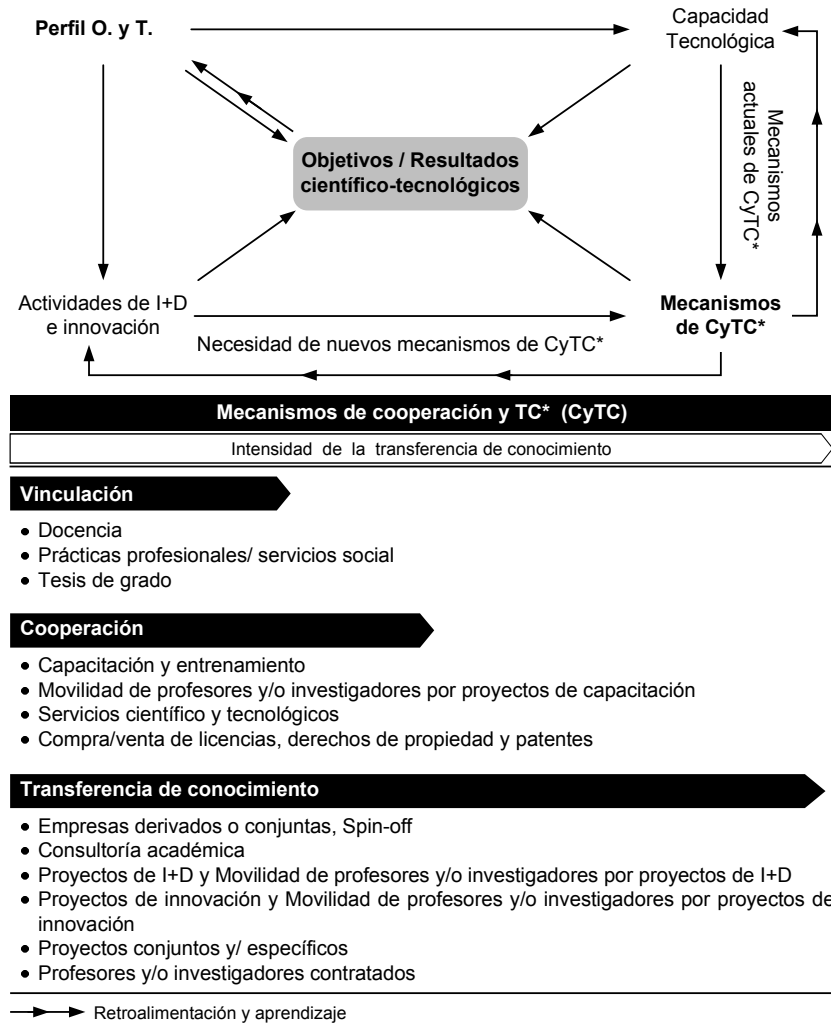 Perfil O. y T.
Capacidad
Tecnológica
Mecanismos
actuales de CyTC*
Objetivos / Resultados
científico-tecnológicos
Actividades de I+D
e innovación
Mecanismos
de CyTC*
Necesidad de nuevos mecanismos de CyTC*
Mecanismos de cooperación y TC* (CyTC)
Intensidad de la transferencia de conocimiento
Vinculación
• Docencia
• Prácticas profesionales/ servicios social
• Tesis de grado
Cooperación
• Capacitación y entrenamiento
• Movilidad de profesores y/o investigadores por proyectos de capacitación
• Servicios científico y tecnológicos
• Compra/venta de licencias, derechos de propiedad y patentes
Transferencia de conocimiento
• Empresas derivados o conjuntas, Spin-off
• Consultoría académica
• Proyectos de I+D y Movilidad de profesores y/o investigadores por proyectos de I+D
• Proyectos de innovación y Movilidad de profesores y/o investigadores por proyectos de
innovación
• Proyectos conjuntos y/ específicos
• Profesores y/o investigadores contratados
Retroalimentación y aprendizaje